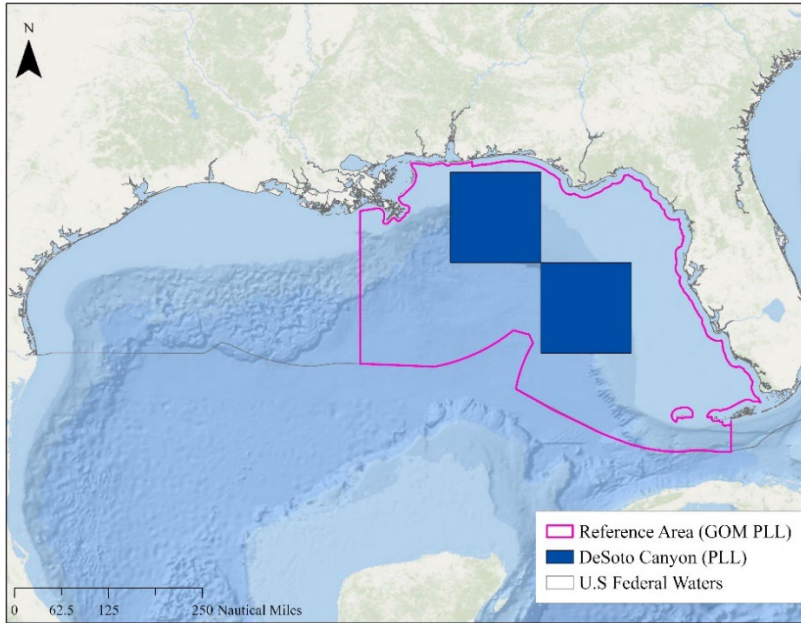 N
Reference Area (GOM PLL)
DeSoto Canyon (PLL)
U.S Federal Waters
0 62.5 125 250 Nautical Miles